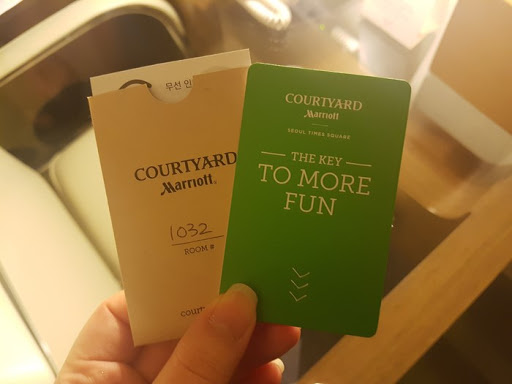 무선 인
COURTYARD
Marriott
1032
ROOM #
COURTYARD
Marriott
SEOUL TIMES SQUARE
THE KEY
TO MORE
FUN